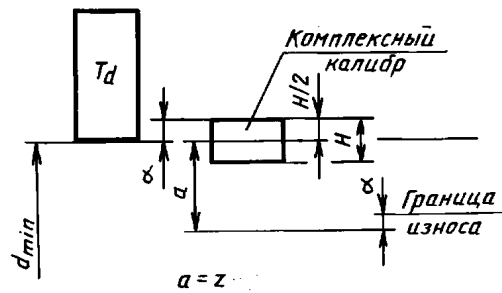 Комплексный
калибр
T_d
H/2
H
α
a
α
Граница
износа
d_min
a = z